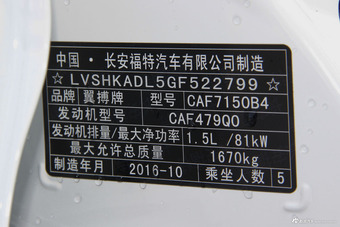 中国·长安福特汽车有限公司制造
★LVSHKADL5GF522799★
品牌 翼搏牌 型号 CAF7150B4
发动机型号 CAF479Q0
发动机排量/最大净功率 1.5L/81kW
最大允许总质量 1670kg
制造年月 2016-10 乘坐人数 5